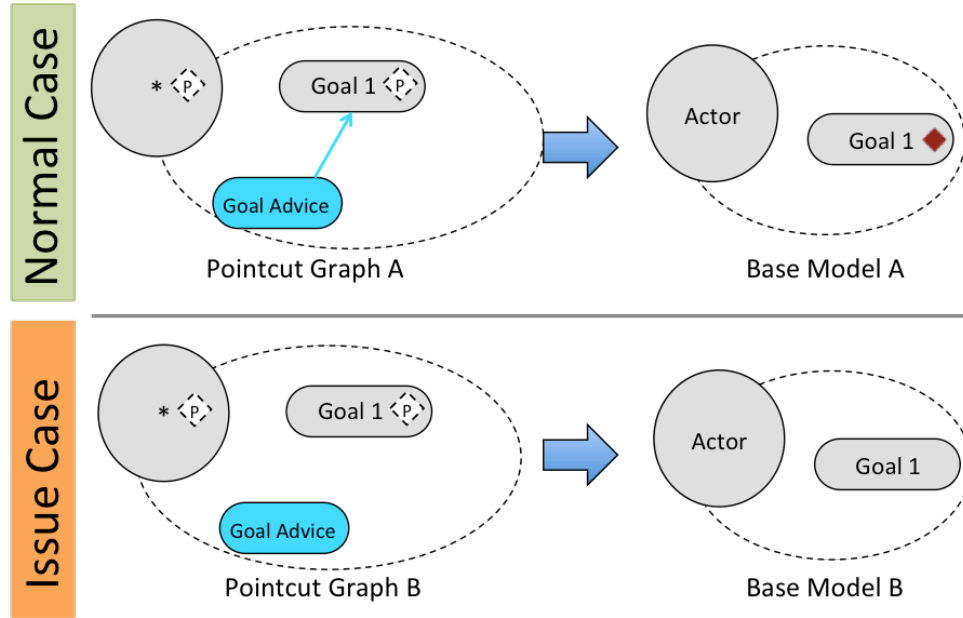 Normal Case
* P
Goal 1 P
Goal Advice
Pointcut Graph A
Actor
Goal 1
Base Model A
Issue Case
* P
Goal 1 P
Goal Advice
Pointcut Graph B
Actor
Goal 1
Base Model B